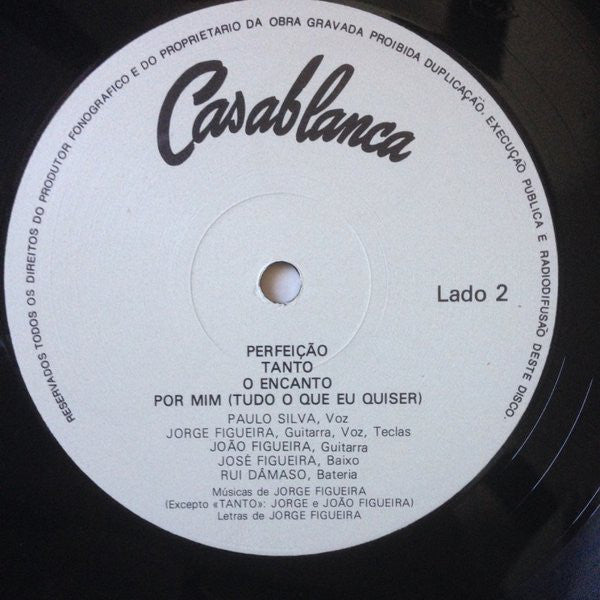 RESERVADOS TODOS OS DIREITOS DO PRODUTOR FONOGRAFICO E DO PROPRIETARIO DA OBRA GRAVADA PROIBIDA DUPLICAÇÃO, EXECUÇÃO PUBLICA E RADIODIFUSAO DESTE DISCO.
Casablanca
Lado 2
PERFEIÇÃO
TANTO
O ENCANTO
POR MIM (TUDO O QUE EU QUISER)
PAULO SILVA, Voz
JORGE FIGUEIRA, Guitarra, Voz, Teclas
JOÃO FIGUEIRA, Guitarra
JOSÉ FIGUEIRA, Baixo
RUI DÂMASO, Bateria
Músicas de JORGE FIGUEIRA
(Excepto «TANTO»: JORGE e JOÃO FIGUEIRA)
Letras de JORGE FIGUEIRA